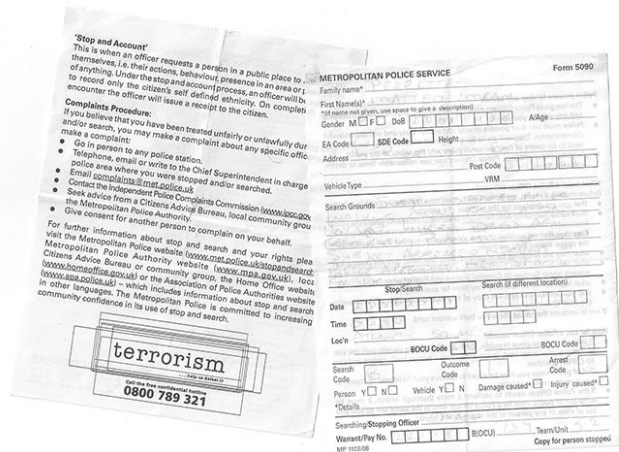 'Stop and Account'
This is when an officer requests a person in a public place to
themselves, i.e. their actions, behaviour, presence in an area or
of anything. Under the stop and account process, an officer will be
to record only the citizen's self defined ethnicity. On completi
encounter the officer will issue a receipt to the citizen.
Complaints Procedure:
If you believe that you have been treated unfairly or unlawfully dur
and/or search, you may make a complaint about any specific offic
make a complaint:
● Go in person to any police station.
● Telephone, email or write to the Chief Superintendent in charge
police area where you were stopped and/or searched.
● Email complaints@met.police.uk
● Contact the Independent Police Complaints Commission (www.ipcc.gov
● Seek advice from a Citizens Advice Bureau, local community grou
the Metropolitan Police Authority.
● Give consent for another person to complain on your behalf.
For further information about stop and search and your rights plea
visit the Metropolitan Police website (www.met.police.uk/stopandsearch
Metropolitan Police Authority website (www.mpa.gov.uk), loca
Citizens Advice Bureau or community group, the Home Office website
(www.homeoffice.gov.uk) or the Association of Police Authorities website
(www.apa.police.uk) – which includes information about stop and search
in other languages. The Metropolitan Police is committed to increasing
community confidence in its use of stop and search.
terrorism
...help us defeat it
Call the free confidential hotline
0800 789 321
METROPOLITAN POLICE SERVICE Form 5090
Family name*
First Name(s)*
*(if name not given, use space to give a description)
Gender M F DoB A/Age
EA Code SDE Code Height
Address
Post Code
Vehicle Type VRM
Search Grounds
Stop/Search Search (if different location)
Date
Time
Loc'n
BOCU Code BOCU Code
Search Code Outcome Code Arrest Code
Person Y N Vehicle Y N Damage caused* Injury caused*
*Details
Searching/Stopping Officer
Warrant/Pay No. B(OCU) Team/Unit
MP 1102/08 Copy for person stopped